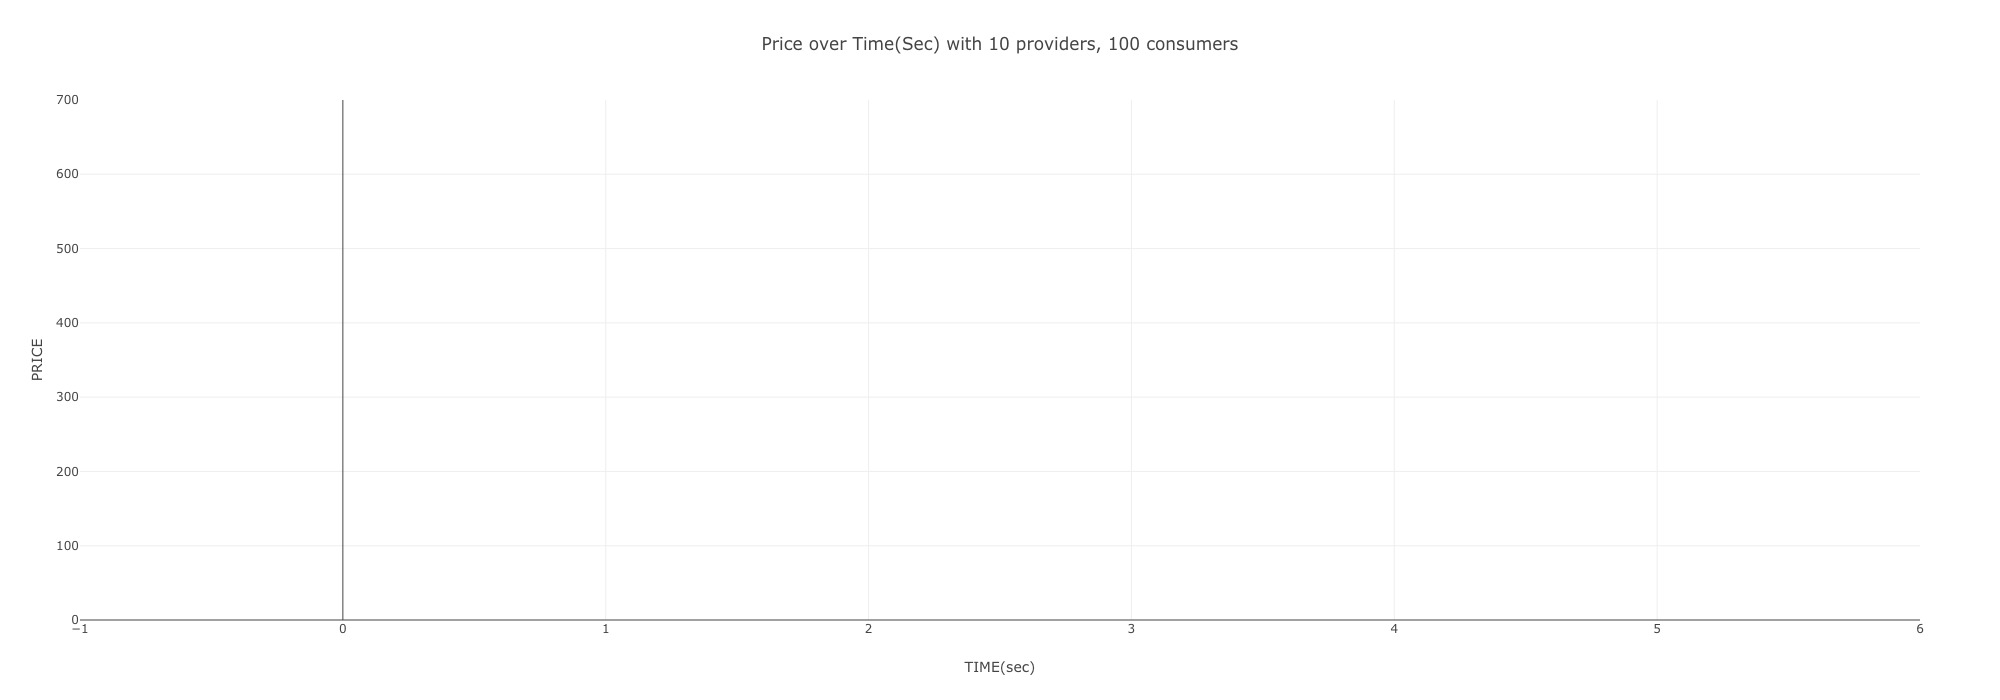 Price over Time(Sec) with 10 providers, 100 consumers
700
600
500
400
300
200
100
0
PRICE
−1 0 1 2 3 4 5 6
TIME(sec)